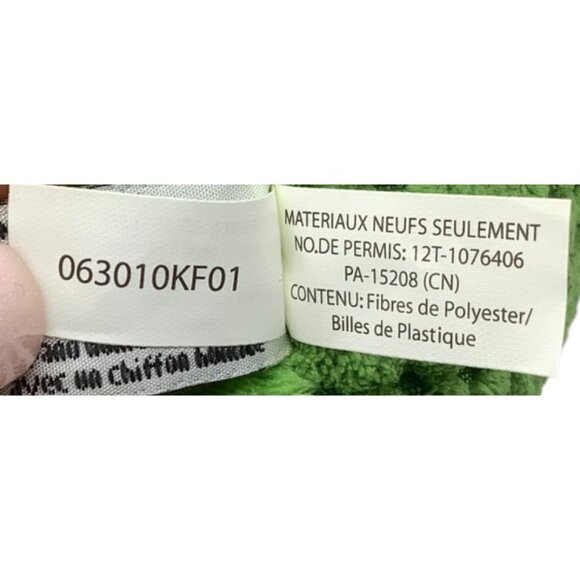 063010KF01
MATERIAUX NEUFS SEULEMENT
NO.DE PERMIS: 12T-1076406
PA-15208 (CN)
CONTENU: Fibres de Polyester/
Billes de Plastique
avec un chiffon